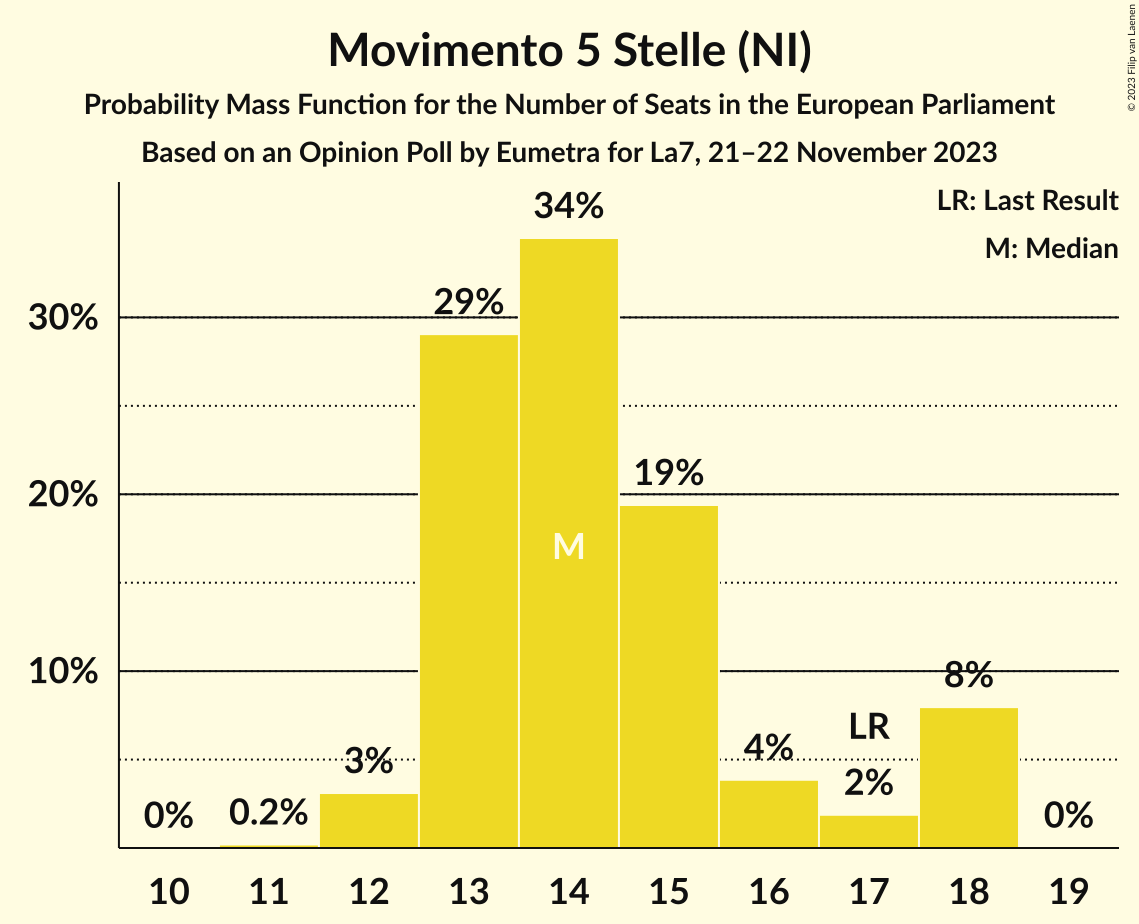 Movimento 5 Stelle (NI)
Probability Mass Function for the Number of Seats in the European Parliament
Based on an Opinion Poll by Eumetra for La7, 21–22 November 2023
© 2023 Filip van Laenen
LR: Last Result
M: Median
34%
29%
30%
19%
20%
M
10%
8%
LR
4%
3%
2%
0%
0.2%
0%
10 11 12 13 14 15 16 17 18 19